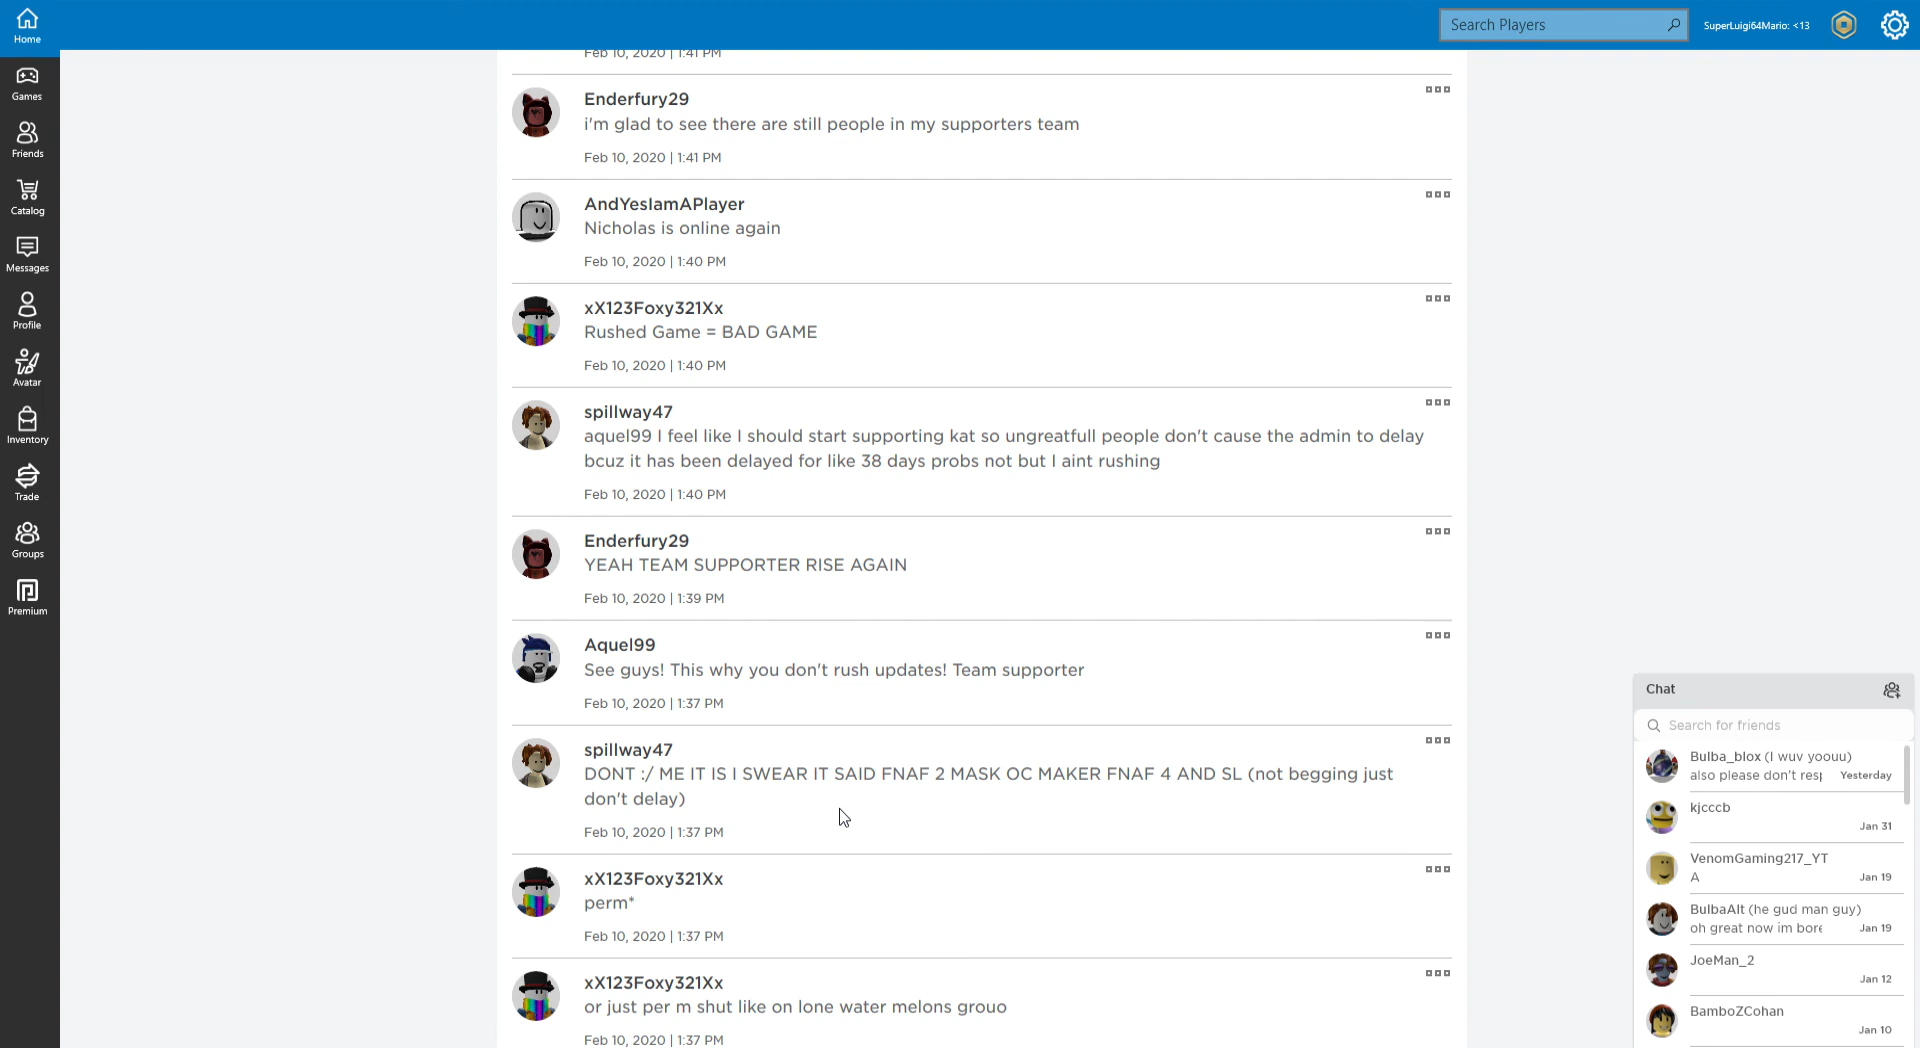 Home
Search Players
SuperLuigi64Mario: <13
Games
Friends
Catalog
Messages
Profile
Avatar
Inventory
Trade
Groups
Premium
Feb 10, 2020 | 1:41 PM
Enderfury29
i'm glad to see there are still people in my supporters team
Feb 10, 2020 | 1:41 PM
AndYesIamAPlayer
Nicholas is online again
Feb 10, 2020 | 1:40 PM
xX123Foxy321Xx
Rushed Game = BAD GAME
Feb 10, 2020 | 1:40 PM
spillway47
aquel99 I feel like I should start supporting kat so ungreatfull people don't cause the admin to delay
bcuz it has been delayed for like 38 days probs not but I aint rushing
Feb 10, 2020 | 1:40 PM
Enderfury29
YEAH TEAM SUPPORTER RISE AGAIN
Feb 10, 2020 | 1:39 PM
Aquel99
See guys! This why you don't rush updates! Team supporter
Feb 10, 2020 | 1:37 PM
spillway47
DONT :/ ME IT IS I SWEAR IT SAID FNAF 2 MASK OC MAKER FNAF 4 AND SL (not begging just
don't delay)
Feb 10, 2020 | 1:37 PM
xX123Foxy321Xx
perm*
Feb 10, 2020 | 1:37 PM
xX123Foxy321Xx
or just per m shut like on lone water melons grouo
Feb 10, 2020 | 1:37 PM
Chat
Search for friends
Bulba_blox (I wuv yoouu)
also please don't resp Yesterday
kjcccb
Jan 31
VenomGaming217_YT
A Jan 19
BulbaAlt (he gud man guy)
oh great now im bore Jan 19
JoeMan_2
Jan 12
BamboZCohan
Jan 10